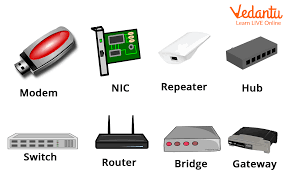 Vedantu
Learn LIVE Online
Modem
NIC
Repeater
Hub
Switch
Router
Bridge
Gateway